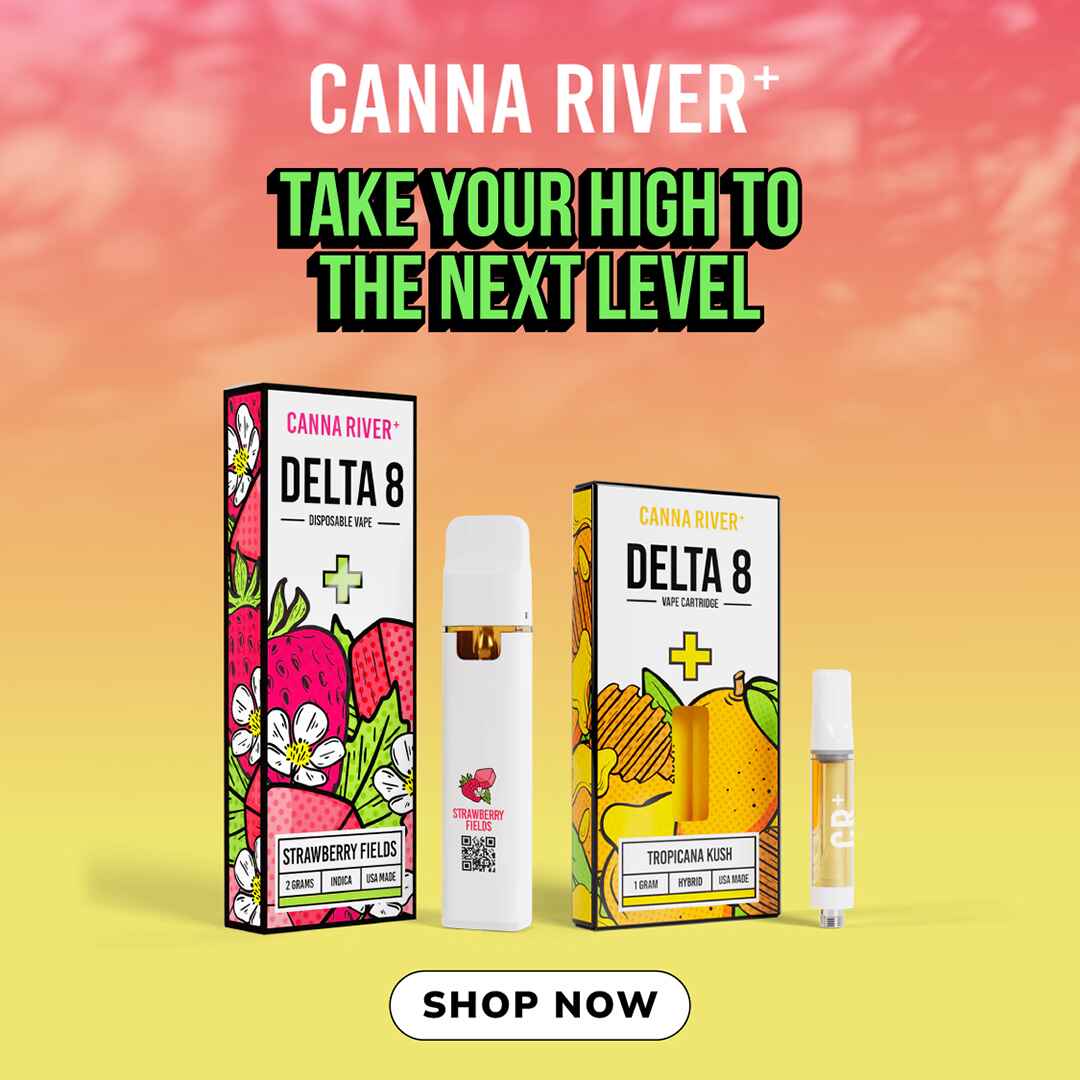 CANNA RIVER+
TAKE YOUR HIGH TO
THE NEXT LEVEL
CANNA RIVER+
DELTA 8
DISPOSABLE VAPE
STRAWBERRY FIELDS
2 GRAMS
INDICA
USA MADE
STRAWBERRY
FIELDS
CANNA RIVER+
DELTA 8
VAPE CARTRIDGE
TROPICANA KUSH
1 GRAM
HYBRID
USA MADE
CR+
SHOP NOW